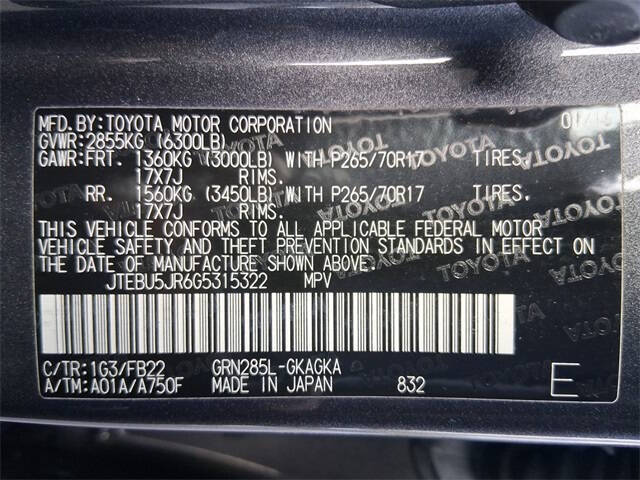 MFD.BY:TOYOTA MOTOR CORPORATION 01/16
GVWR:2855KG (6300LB)
GAWR:FRT. 1360KG (3000LB) WITH P265/70R17 TIRES,
17X7J RIMS.
RR. 1560KG (3450LB) WITH P265/70R17 TIRES,
17X7J RIMS.
THIS VEHICLE CONFORMS TO ALL APPLICABLE FEDERAL MOTOR
VEHICLE SAFETY AND THEFT PREVENTION STANDARDS IN EFFECT ON
THE DATE OF MANUFACTURE SHOWN ABOVE.
JTEBU5JR6G5315322 MPV
C/TR:1G3/FB22 GRN285L-GKAGKA
A/TM:A01A/A750F MADE IN JAPAN 832 E